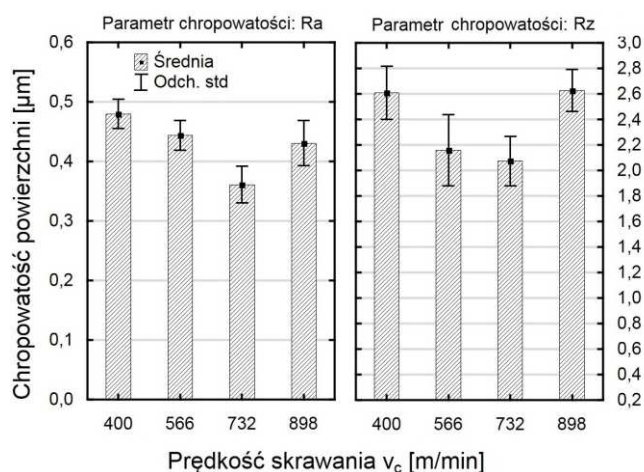 Parametr chropowatości: Ra
Parametr chropowatości: Rz
Chropowatość powierzchni [µm]
0,6
0,5
0,4
0,3
0,2
0,1
0,0
Średnia
Odch. std
3,0
2,8
2,6
2,4
2,2
2,0
1,8
1,6
1,4
1,2
1,0
0,8
0,6
0,4
0,2
400 566 732 898
400 566 732 898
Prędkość skrawania vc [m/min]